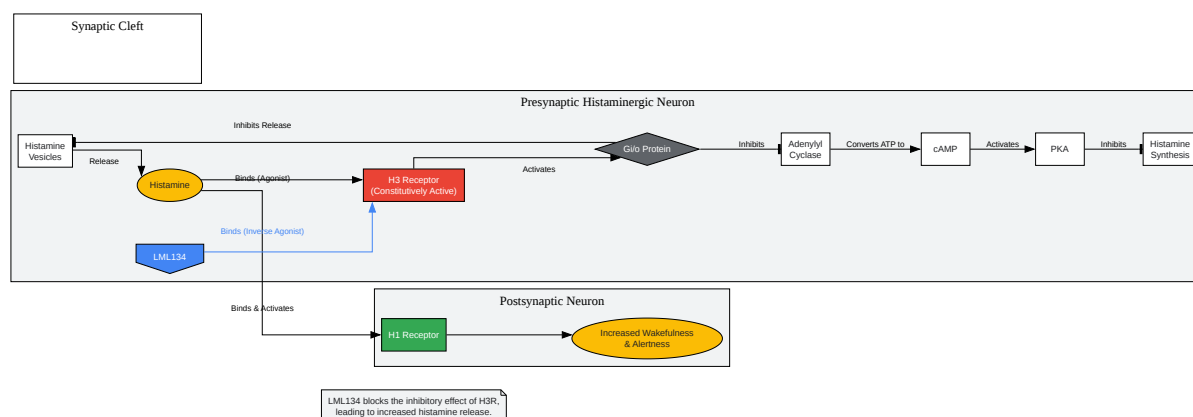 Synaptic Cleft
Presynaptic Histaminergic Neuron
Inhibits Release
Histamine
Vesicles
Release
Gi/o Protein
Inhibits
Adenylyl
Cyclase
Converts ATP to
cAMP
Activates
PKA
Inhibits
Histamine
Synthesis
Activates
Histamine
Binds (Agonist)
H3 Receptor
(Constitutively Active)
Binds (Inverse Agonist)
LML134
Binds & Activates
Postsynaptic Neuron
H1 Receptor
Increased Wakefulness
& Alertness
LML134 blocks the inhibitory effect of H3R,
leading to increased histamine release.